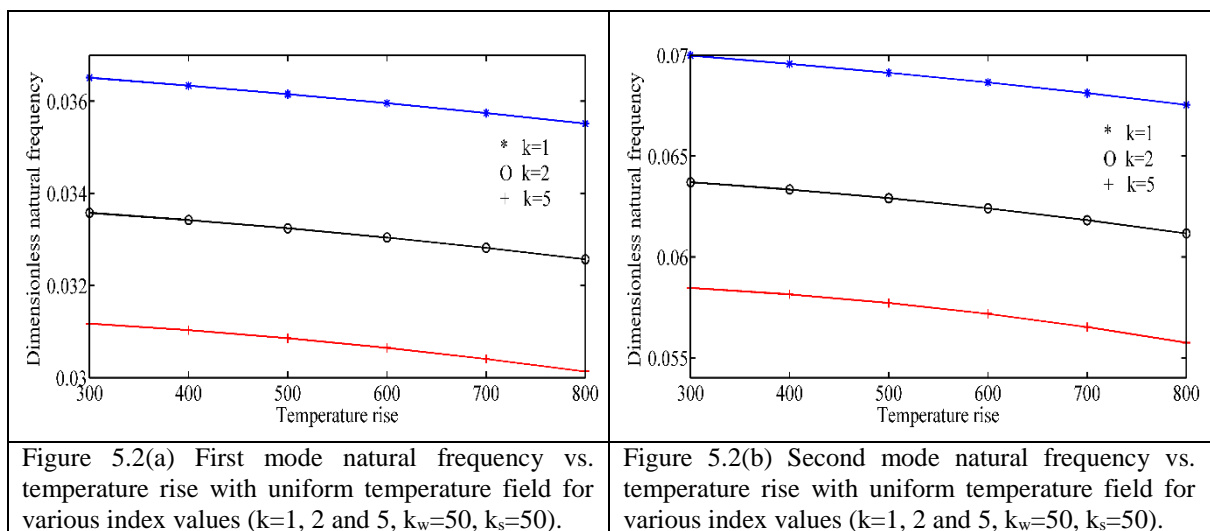 Dimensionless natural frequency
0.036
0.034
0.032
0.03
* k=1
o k=2
+ k=5
300 400 500 600 700 800
Temperature rise
Figure 5.2(a) First mode natural frequency vs.
temperature rise with uniform temperature field for
various index values (k=1, 2 and 5, kw=50, ks=50).
Dimensionless natural frequency
0.07
0.065
0.06
0.055
* k=1
o k=2
+ k=5
300 400 500 600 700 800
Temperature rise
Figure 5.2(b) Second mode natural frequency vs.
temperature rise with uniform temperature field for
various index values (k=1, 2 and 5, kw=50, ks=50).